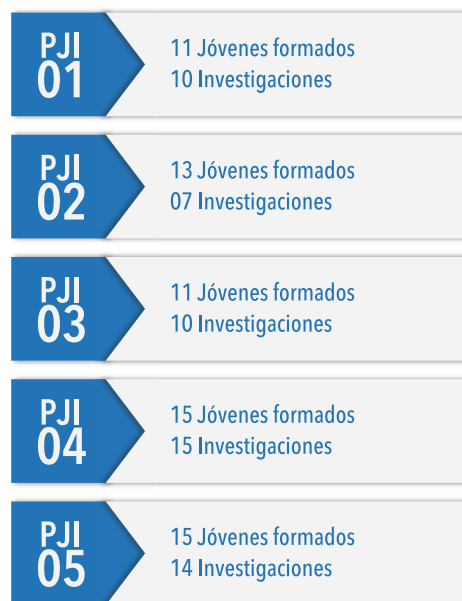 PJI
01
11 Jóvenes formados
10 Investigaciones
PJI
02
13 Jóvenes formados
07 Investigaciones
PJI
03
11 Jóvenes formados
10 Investigaciones
PJI
04
15 Jóvenes formados
15 Investigaciones
PJI
05
15 Jóvenes formados
14 Investigaciones